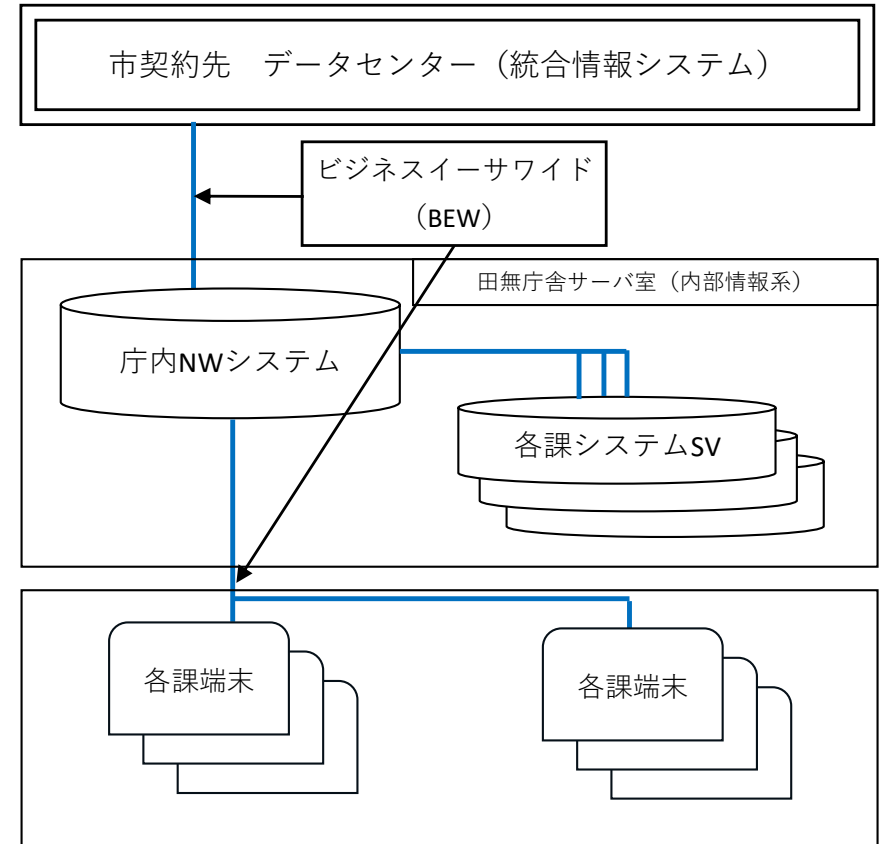 市契約先　データセンター（統合情報システム）
ビジネスイーサワイド
（BEW）
田無庁舎サーバ室（内部情報系）
庁内NWシステム
各課システムSV
各課端末
各課端末